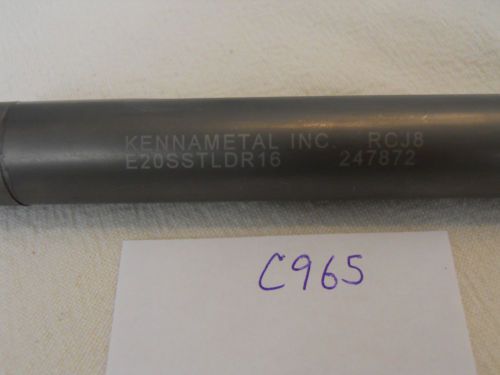 KENNAMETAL INC. RCJ8
E20SSTLDR16 247872
C965